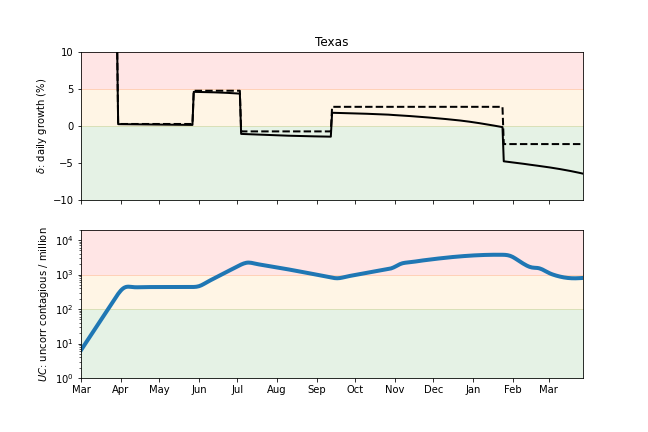 Texas
δ: daily growth (%)
10
5
0
−5
−10
UC: uncorr contagious / million
10⁴
10³
10²
10¹
10⁰
Mar Apr May Jun Jul Aug Sep Oct Nov Dec Jan Feb Mar